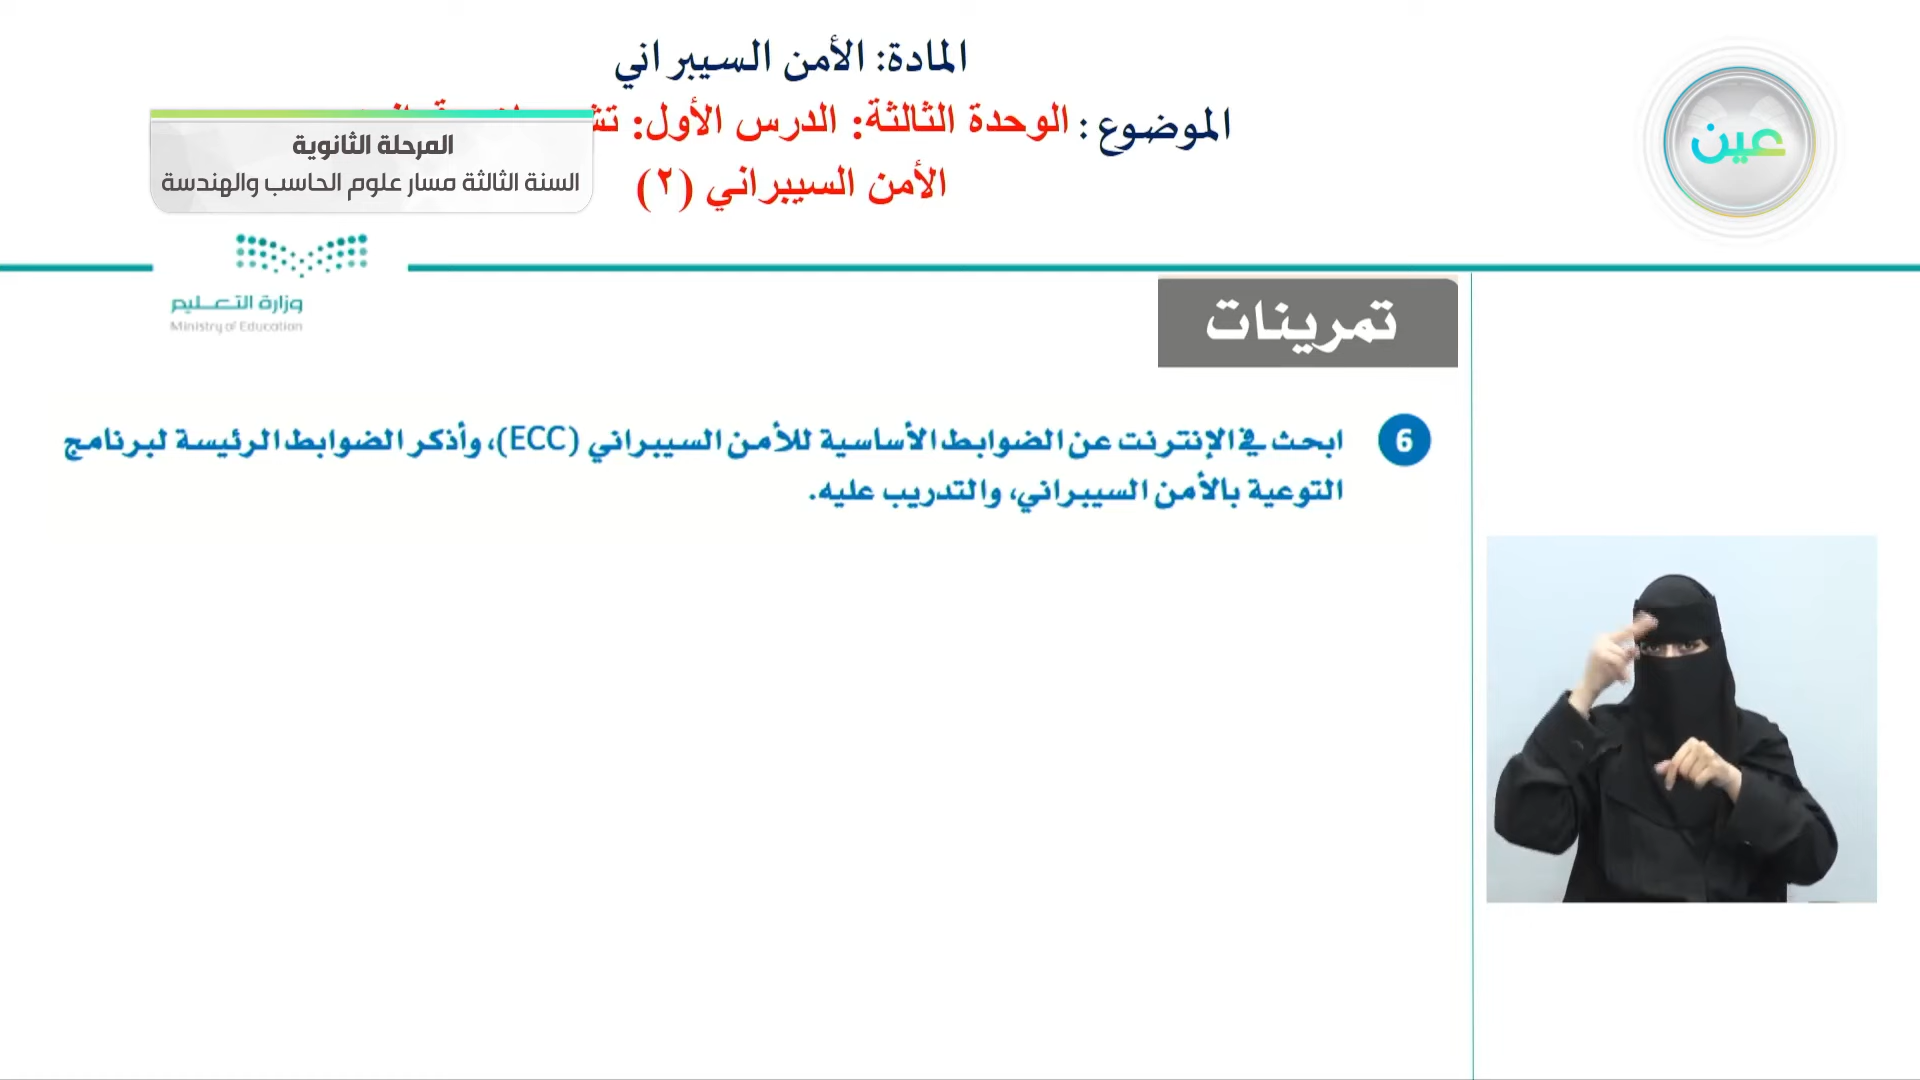 المادة: الأمن السيبراني
الموضوع : الوحدة الثالثة: الدرس الأول:
الأمن السيبراني (٢)
المرحلة الثانوية
السنة الثالثة مسار علوم الحاسب والهندسة
عين
وزارة التعليم
Ministry of Education
تمرينات
6 ابحث في الإنترنت عن الضوابط الأساسية للأمن السيبراني (ECC)، وأذكر الضوابط الرئيسة لبرنامج
التوعية بالأمن السيبراني، والتدريب عليه.